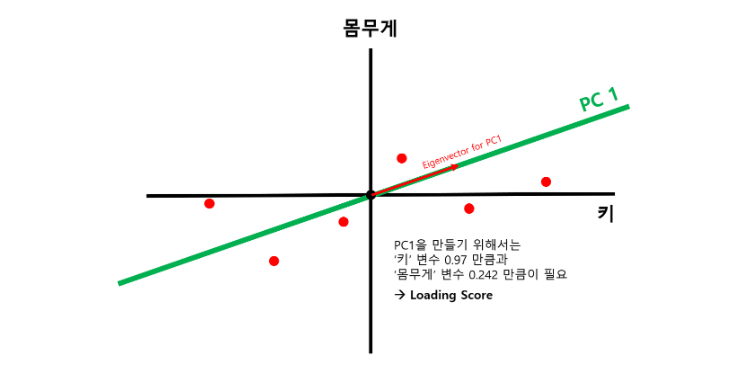 몸무게
PC 1
Eigenvector for PC1
키
PC1을 만들기 위해서는
'키' 변수 0.97 만큼과
'몸무게' 변수 0.242 만큼이 필요
→ Loading Score